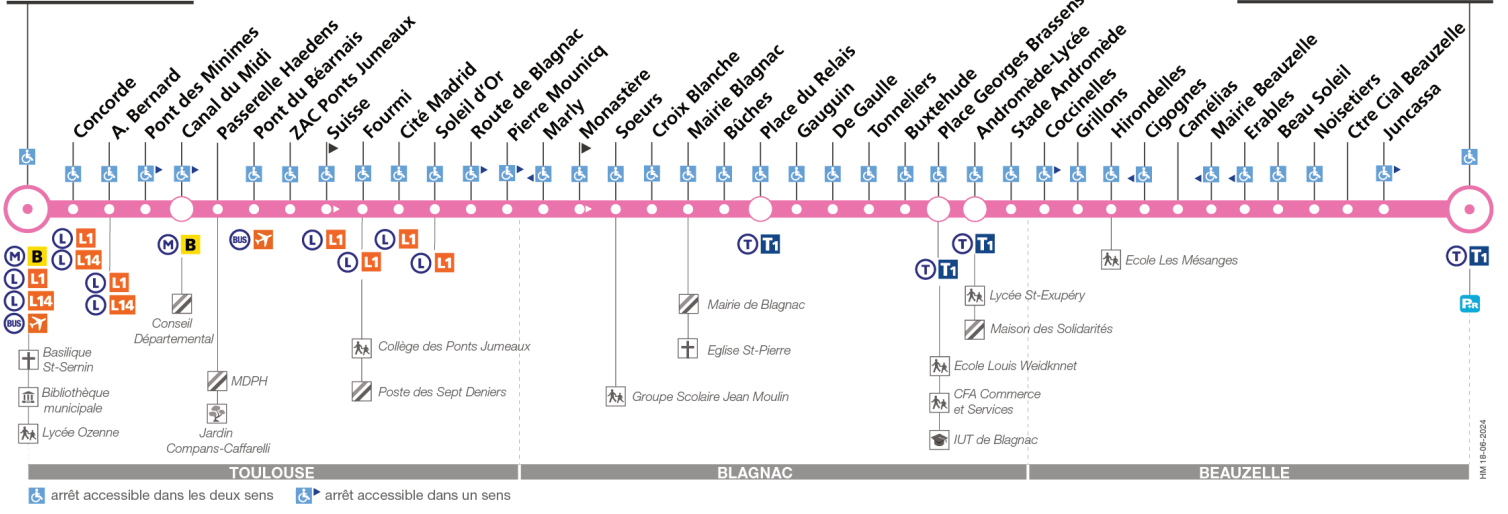 Concorde
A. Bernard
Pont des Minimes
Canal du Midi
Passerelle Haedens
Pont du Béarnais
ZAC Ponts Jumeaux
Suisse
Fourmi
Cité Madrid
Soleil d'Or
Route de Blagnac
Pierre Mounicq
Marly
Monastère
Soeurs
Croix Blanche
Mairie Blagnac
Bûches
Place du Relais
Gauguin
De Gaulle
Tonneliers
Buxtehude
Place Georges Brassens
Andromède-Lycée
Stade Andromède
Coccinelles
Grillons
Hirondelles
Cigognes
Camélias
Mairie Beauzelle
Erables
Beau Soleil
Noisetiers
Ctre Cial Beauzelle
Juncassa
M B
L L1
L L14
BUS
L L1
L L14
L L1
L L14
M B
BUS
L L1
L L1
L L1
L L1
T T1
T T1
T T1
T T1
P+R
Basilique
St-Sernin
Bibliothèque
municipale
Lycée Ozenne
Conseil
Départemental
MDPH
Jardin
Compans-Caffarelli
Collège des Ponts Jumeaux
Poste des Sept Deniers
Groupe Scolaire Jean Moulin
Mairie de Blagnac
Eglise St-Pierre
Lycée St-Exupéry
Maison des Solidarités
Ecole Louis Weidknnet
CFA Commerce
et Services
IUT de Blagnac
Ecole Les Mésanges
TOULOUSE
BLAGNAC
BEAUZELLE
arrêt accessible dans les deux sens
arrêt accessible dans un sens
HM 18-06-2024